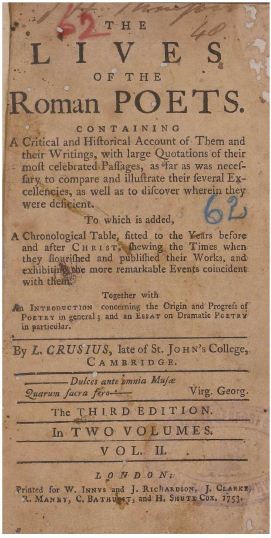 62
40
THE
LIVES
OF THE
Roman POETS.
CONTAINING
A Critical and Historical Account of Them and
their Writings, with large Quotations of their
most celebrated Paſſages, as far as was neceſ-
ſary to compare and illuſtrate their ſeveral Ex-
cellencies, as well as to diſcover wherein they
were deficient.
62
To which is added,
A Chronological Table, fitted to the Years before
and after CHRIST, ſhewing the Times when
they flouriſhed and publiſhed their Works, and
exhibiting the more remarkable Events coincident
with them.
Together with
An INTRODUCTION concerning the Origin and Progreſs of
POETRY in general; and an ESSAY on Dramatic POETRY
in particular.
By L. CRUSIUS, late of St. JOHN's College,
CAMBRIDGE.
Dulces ante omnia Muſæ
Quarum ſacra fero Virg. Georg.
The THIRD EDITION.
In TWO VOLUMES.
VOL. II.
LONDON:
Printed for W. INNYS and J. RICHARDSON, J. CLARKE,
R. MANBY, C. BATHURST, and H. SHUTE COX, 1753.